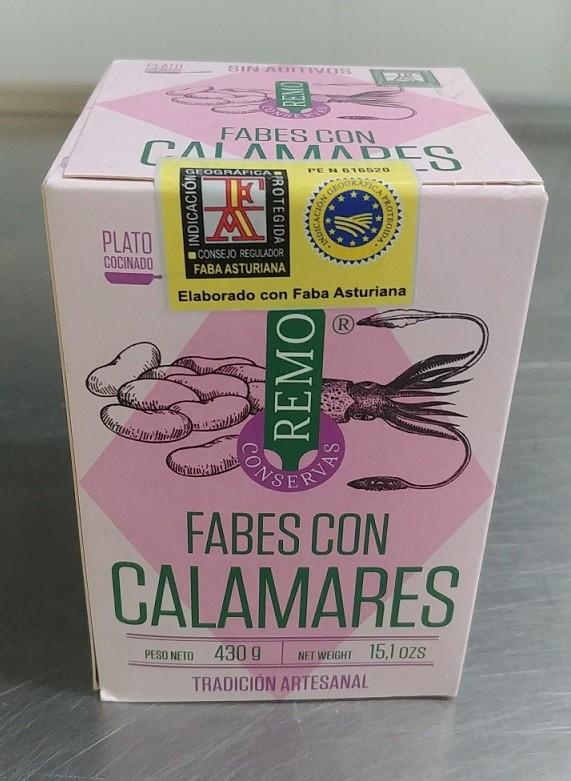 PLATO
SIN ADITIVOS
REMO
CONSERVAS
FABES CON
CALAMARES
INDICACIÓN GEOGRÁFICA PROTEGIDA
CONSEJO REGULADOR
FABA ASTURIANA
PE N 616520
INDICACIÓN GEOGRÁFICA PROTEGIDA
Elaborado con Faba Asturiana
PLATO
COCINADO
REMO ®
CONSERVAS
FABES CON
CALAMARES
PESO NETO 430 g NET WEIGHT 15,1 OZS
TRADICIÓN ARTESANAL